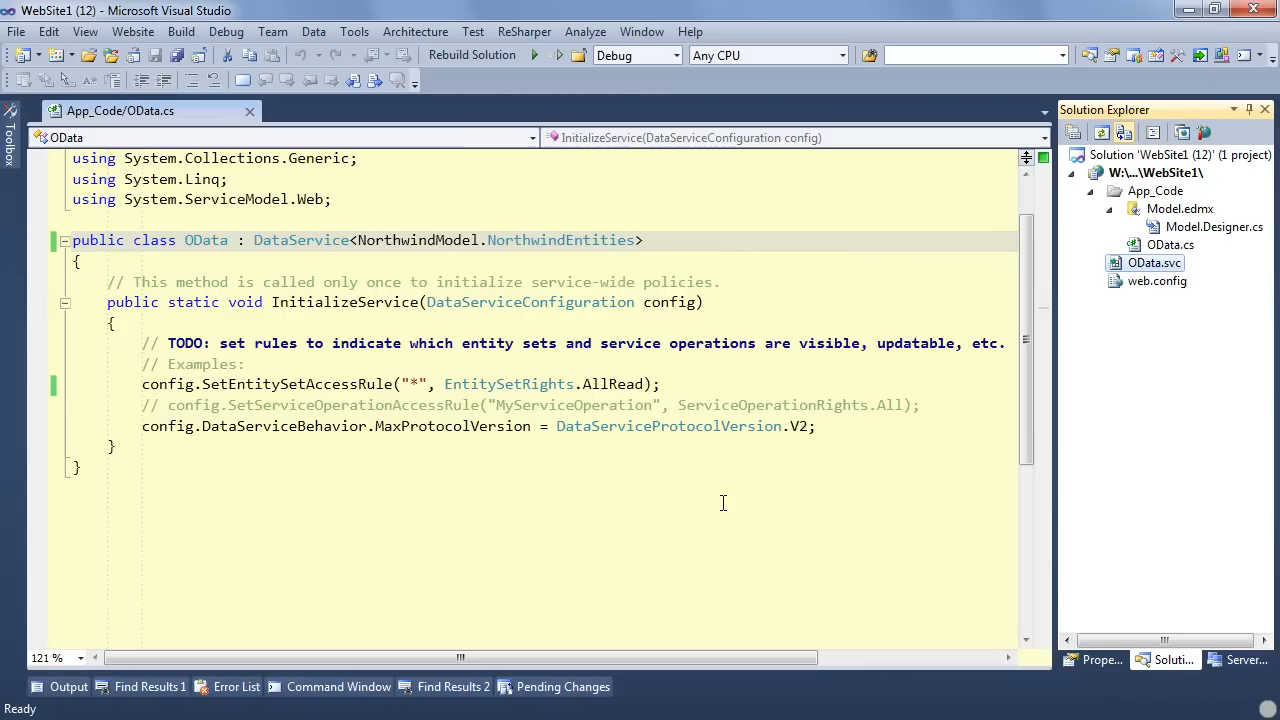 WebSite1 (12) - Microsoft Visual Studio
File Edit View Website Build Debug Team Data Tools Architecture Test ReSharper Analyze Window Help
Rebuild Solution Debug Any CPU
Toolbox
App_Code/OData.cs
OData
InitializeService(DataServiceConfiguration config)
using System.Collections.Generic;
using System.Linq;
using System.ServiceModel.Web;
public class OData : DataService<NorthwindModel.NorthwindEntities>
{
// This method is called only once to initialize service-wide policies.
public static void InitializeService(DataServiceConfiguration config)
{
// TODO: set rules to indicate which entity sets and service operations are visible, updatable, etc.
// Examples:
config.SetEntitySetAccessRule("*", EntitySetRights.AllRead);
// config.SetServiceOperationAccessRule("MyServiceOperation", ServiceOperationRights.All);
config.DataServiceBehavior.MaxProtocolVersion = DataServiceProtocolVersion.V2;
}
}
121 %
Solution Explorer
Solution 'WebSite1 (12)' (1 project)
W:\...\WebSite1\
App_Code
Model.edmx
Model.Designer.cs
OData.cs
OData.svc
web.config
Prope... Soluti... Server...
Output Find Results 1 Error List Command Window Find Results 2 Pending Changes
Ready